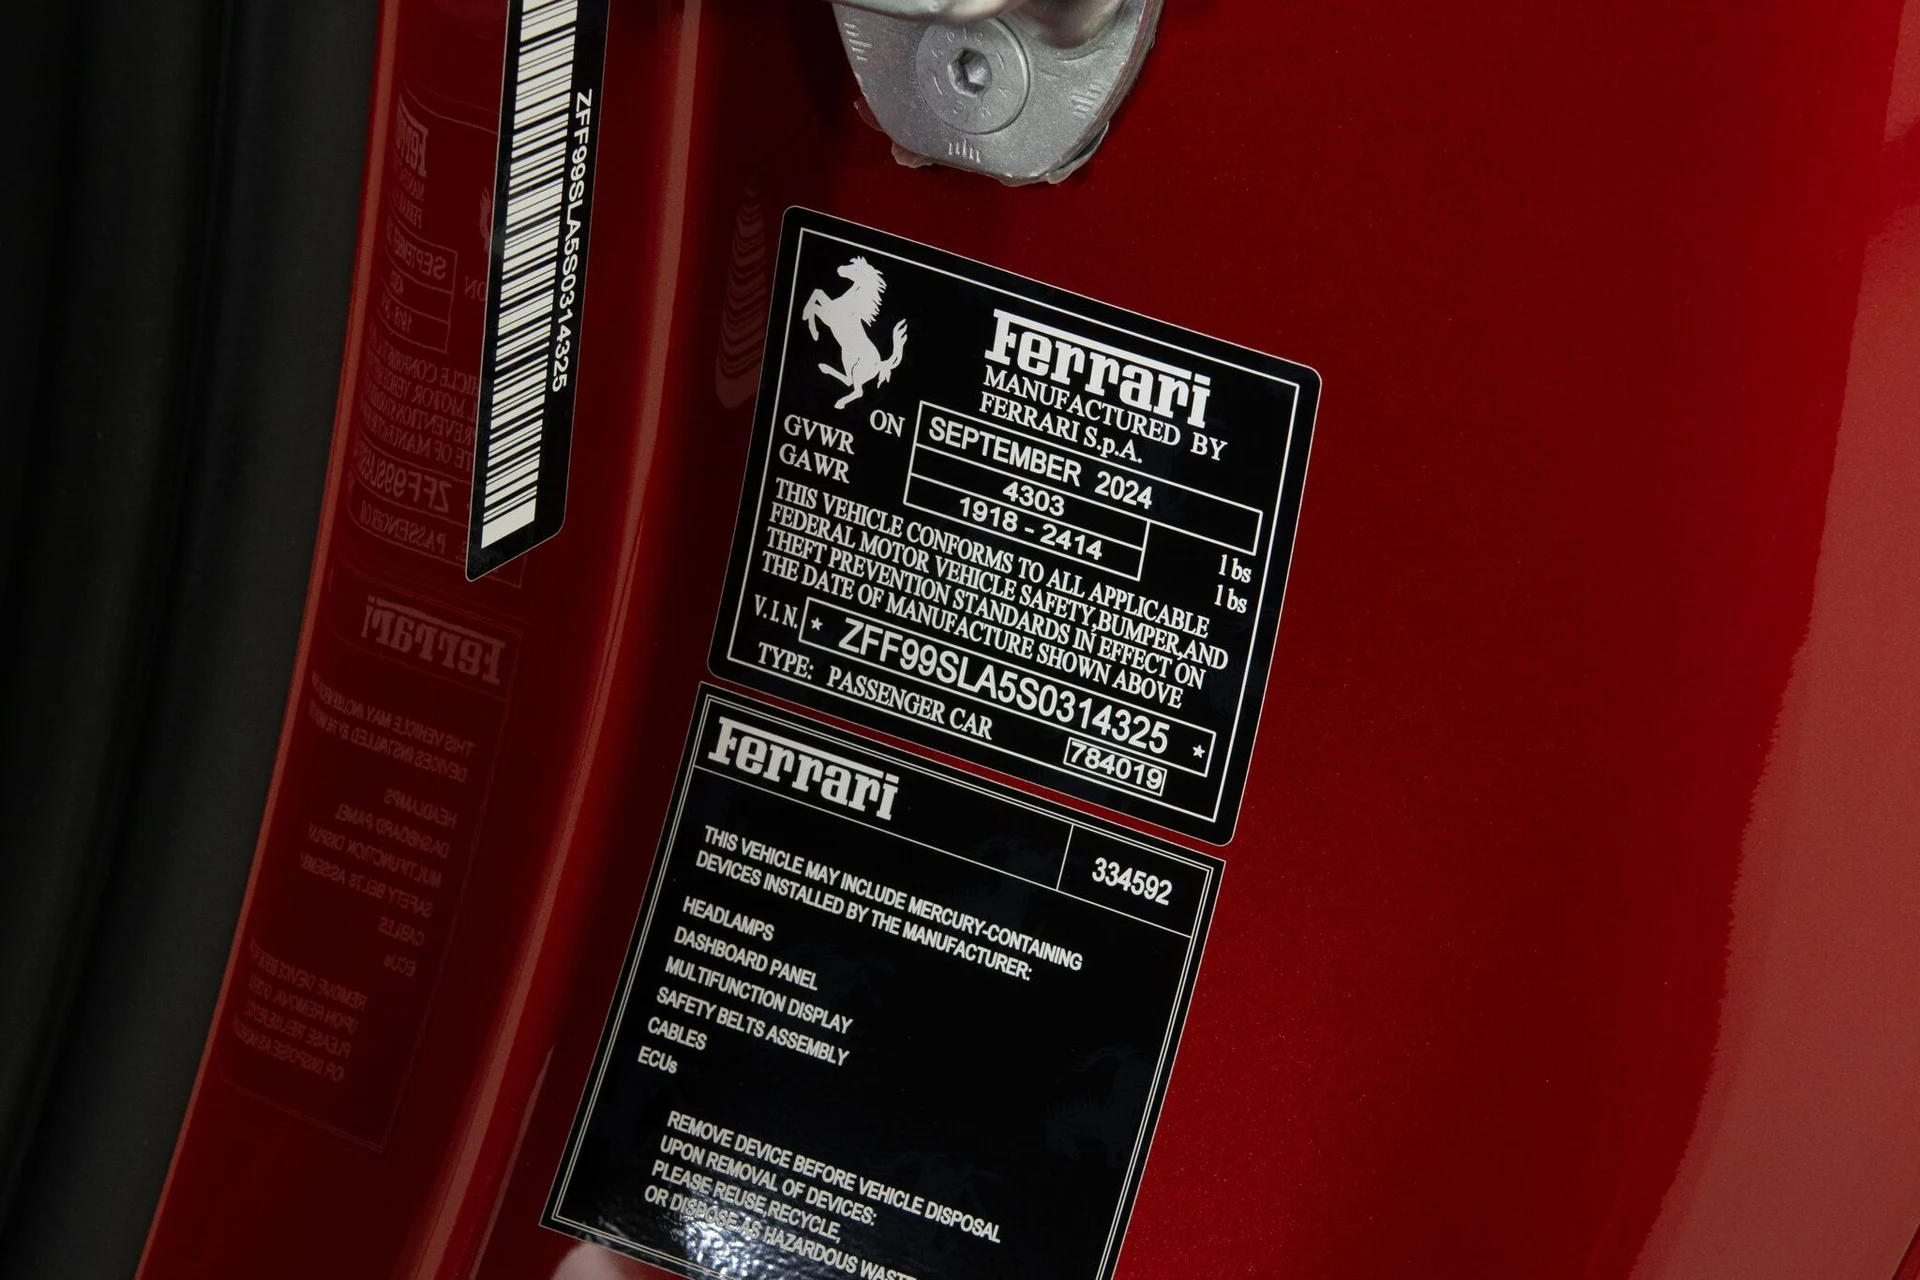 ZFF99SLA5S0314325
Ferrari
MANUFACTURED BY
FERRARI S.p.A.
ON SEPTEMBER 2024
GVWR 4303 lbs
GAWR 1918 - 2414 lbs
THIS VEHICLE CONFORMS TO ALL APPLICABLE
FEDERAL MOTOR VEHICLE SAFETY,BUMPER,AND
THEFT PREVENTION STANDARDS IN EFFECT ON
THE DATE OF MANUFACTURE SHOWN ABOVE
V.I.N. * ZFF99SLA5S0314325 *
TYPE: PASSENGER CAR
784019
Ferrari
334592
THIS VEHICLE MAY INCLUDE MERCURY-CONTAINING
DEVICES INSTALLED BY THE MANUFACTURER:
HEADLAMPS
DASHBOARD PANEL
MULTIFUNCTION DISPLAY
SAFETY BELTS ASSEMBLY
CABLES
ECUs
REMOVE DEVICE BEFORE VEHICLE DISPOSAL
UPON REMOVAL OF DEVICES:
PLEASE REUSE,RECYCLE,
OR DISPOSE AS HAZARDOUS WASTE